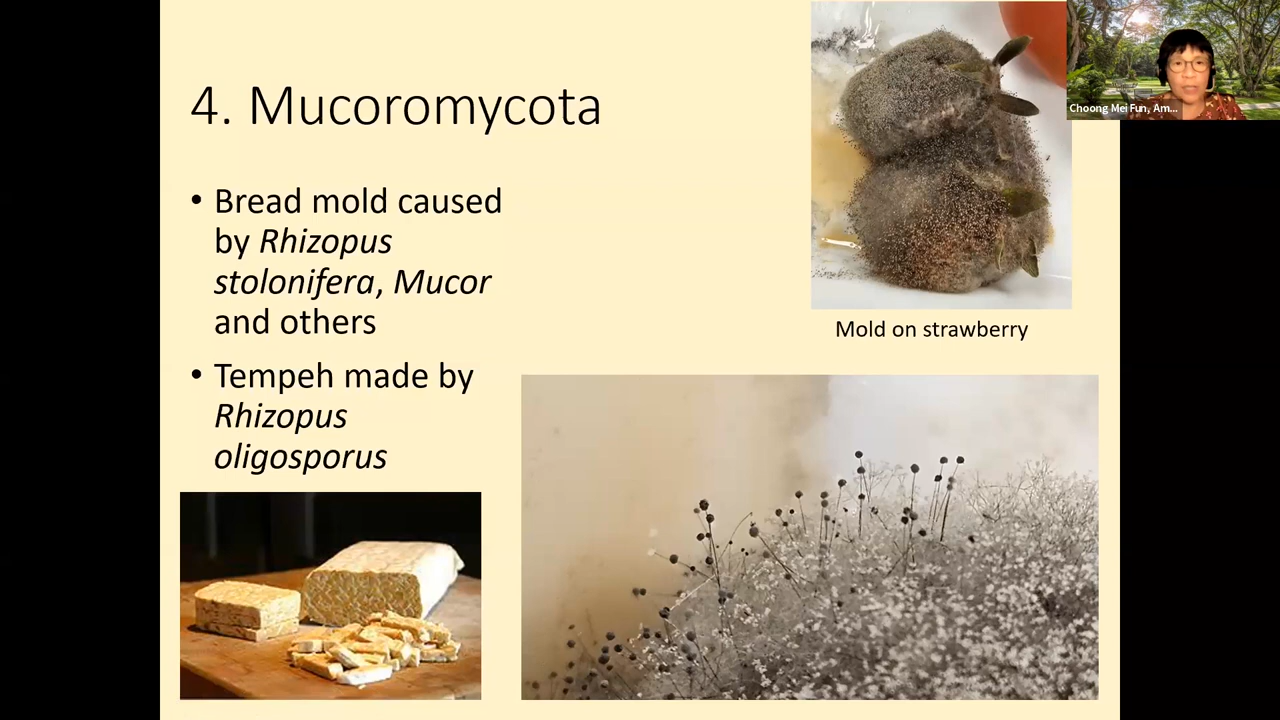 4. Mucoromycota
• Bread mold caused
by Rhizopus
stolonifera, Mucor
and others
• Tempeh made by
Rhizopus
oligosporus
Mold on strawberry
Choong Mei Fun, Am...